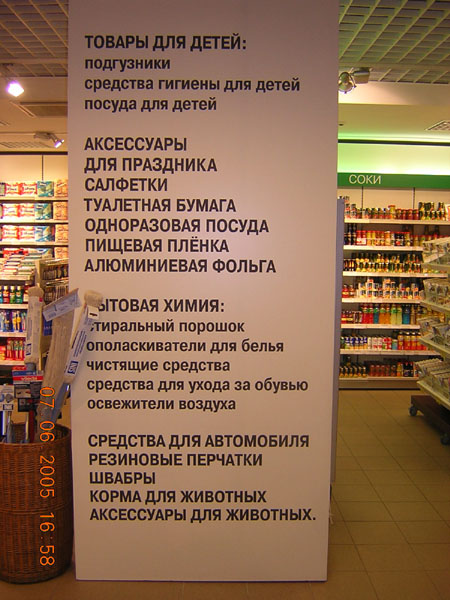 ТОВАРЫ ДЛЯ ДЕТЕЙ:
подгузники
средства гигиены для детей
посуда для детей
АКСЕССУАРЫ
ДЛЯ ПРАЗДНИКА
САЛФЕТКИ
ТУАЛЕТНАЯ БУМАГА
ОДНОРАЗОВАЯ ПОСУДА
ПИЩЕВАЯ ПЛЁНКА
АЛЮМИНИЕВАЯ ФОЛЬГА
БЫТОВАЯ ХИМИЯ:
стиральный порошок
ополаскиватели для белья
чистящие средства
средства для ухода за обувью
освежители воздуха
СРЕДСТВА ДЛЯ АВТОМОБИЛЯ
РЕЗИНОВЫЕ ПЕРЧАТКИ
ШВАБРЫ
КОРМА ДЛЯ ЖИВОТНЫХ
АКСЕССУАРЫ ДЛЯ ЖИВОТНЫХ.
СОКИ
07 06 2005 16 58